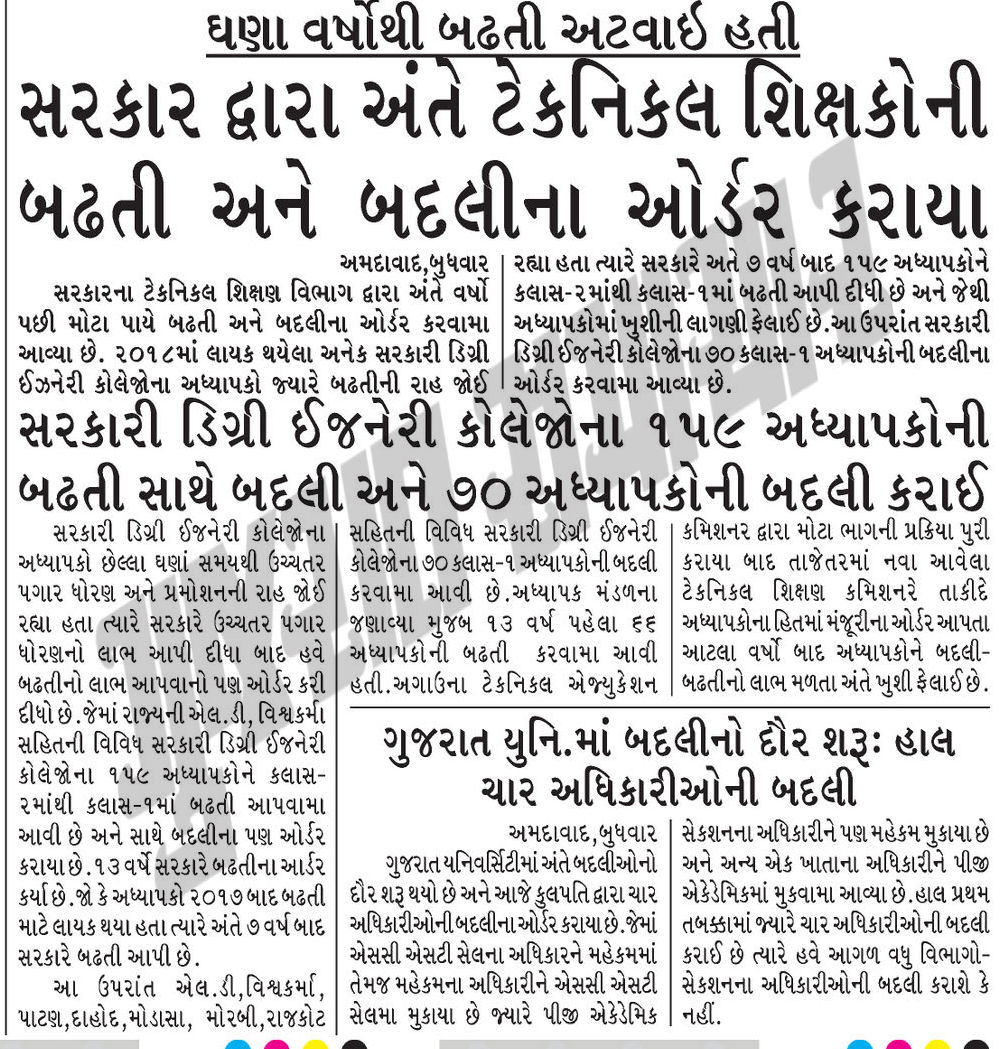 ઘણા વર્ષોથી બઢતી અટવાઈ હતી
સરકાર દ્વારા અંતે ટેકનિકલ શિક્ષકોની
બઢતી અને બદલીના ઓર્ડર કરાયા
અમદાવાદ,બુધવાર
સરકારના ટેકનિકલ શિક્ષણ વિભાગ દ્વારા અંતે વર્ષો
પછી મોટા પાયે બઢતી અને બદલીના ઓર્ડર કરવામા
આવ્યા છે. ૨૦૧૮માં લાયક થયેલા અનેક સરકારી ડિગ્રી
ઈઝનેરી કોલેજોના અધ્યાપકો જ્યારે બઢતીની રાહ જોઈ
રહ્યા હતા ત્યારે સરકારે અતે ૭ વર્ષ બાદ ૧૫૯ અધ્યાપકોને
કલાસ-૨માંથી કલાસ-૧માં બઢતી આપી દીધી છે અને જેથી
અધ્યાપકોમાં ખુશીની લાગણી ફેલાઈ છે.આ ઉપરાંત સરકારી
ડિગ્રી ઈજનેરી કોલેજોના ૭૦ કલાસ-૧ અધ્યાપકોની બદલીના
ઓર્ડર કરવામા આવ્યા છે.
સરકારી ડિગ્રી ઈજનેરી કોલેજોના ૧૫૯ અધ્યાપકોની
બઢતી સાથે બદલી અને ૭૦ અધ્યાપકોની બદલી કરાઈ
સરકારી ડિગ્રી ઈજનેરી કોલેજોના
અધ્યાપકો છેલ્લા ઘણાં સમયથી ઉચ્ચતર
પગાર ધોરણ અને પ્રમોશનની રાહ જોઈ
રહ્યા હતા ત્યારે સરકારે ઉચ્ચતર પગાર
ધોરણનો લાભ આપી દીધા બાદ હવે
બઢતીનો લાભ આપવાનો પણ ઓર્ડર કરી
દીધો છે.જેમાં રાજ્યની એલ.ડી, વિશ્વકર્મા
સહિતની વિવિધ સરકારી ડિગ્રી ઈજનેરી
કોલેજોના ૧૫૯ અધ્યાપકોને કલાસ-
૨માંથી કલાસ-૧માં બઢતી આપવામા
આવી છે અને સાથે બદલીના પણ ઓર્ડર
કરાયા છે.૧૩ વર્ષે સરકારે બઢતીના આર્ડર
કર્યા છે. જો કે અધ્યાપકો ૨૦૧૭ બાદ બઢતી
માટે લાયક થયા હતા ત્યારે અંતે ૭ વર્ષ બાદ
સરકારે બઢતી આપી છે.
આ ઉપરાંત એલ.ડી,વિશ્વકર્મા,
પાટણ,દાહોદ,મોડાસા, મોરબી,રાજકોટ
સહિતની વિવિધ સરકારી ડિગ્રી ઈજનેરી
કોલેજોના ૭૦ કલાસ-૧ અધ્યાપકોની બદલી
કરવામા આવી છે.અધ્યાપક મંડળના
જણાવ્યા મુજબ ૧૩ વર્ષ પહેલા ૬૬
અધ્યાપકોની બઢતી કરવામા આવી
હતી.અગાઉના ટેકનિકલ એજ્યુકેશન
કમિશનર દ્વારા મોટા ભાગની પ્રક્રિયા પુરી
કરાયા બાદ તાજેતરમાં નવા આવેલા
ટેકનિકલ શિક્ષણ કમિશનરે તાકીદે
અધ્યાપકોના હિતમાં મંજૂરીના ઓર્ડર આપતા
આટલા વર્ષો બાદ અધ્યાપકોને બદલી-
બઢતીનો લાભ મળતા અંતે ખુશી ફેલાઈ છે.
ગુજરાત યુનિ.માં બદલીનો દૌર શરૂ: હાલ
ચાર અધિકારીઓની બદલી
અમદાવાદ,બુધવાર
ગુજરાત યનિવર્સિટીમાં અંતે બદલીઓનો
દૌર શરૂ થયો છે અને આજે કુલપતિ દ્વારા ચાર
અધિકારીઓની બદલીના ઓર્ડર કરાયા છે.જેમાં
એસસી એસટી સેલના અધિકારને મહેકમમાં
તેમજ મહેકમના અધિકારીને એસસી એસટી
સેલમા મુકાયા છે જ્યારે પીજી એકેડેમિક
સેકશનના અધિકારીને પણ મહેકમ મુકાયા છે
અને અન્ય એક ખાતાના અધિકારીને પીજી
એકેડેમિકમાં મુકવામા આવ્યા છે.હાલ પ્રથમ
તબક્કામાં જ્યારે ચાર અધિકારીઓની બદલી
કરાઈ છે ત્યારે હવે આગળ વધુ વિભાગો-
સેકશનના અધિકારીઓની બદલી કરાશે કે
નહીં.